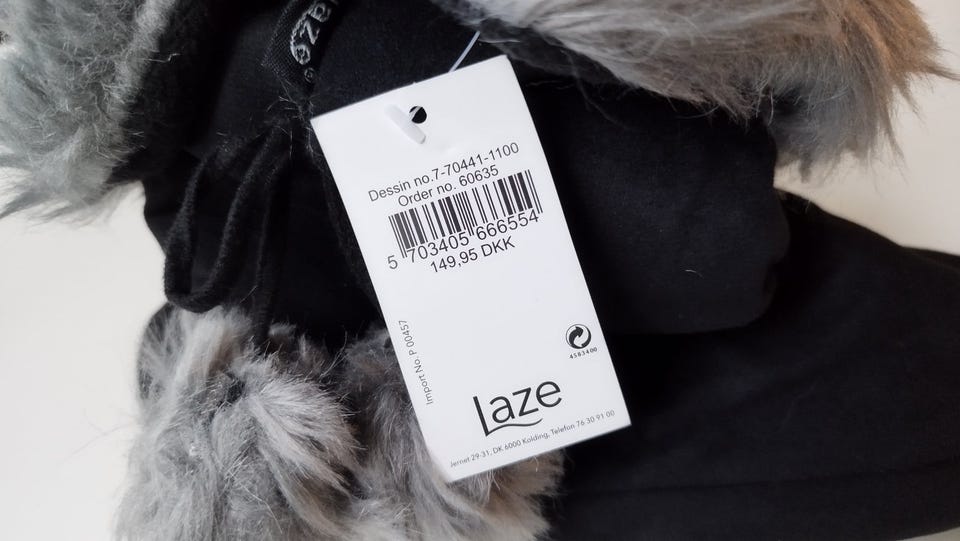 Laze
Dessin no.7-70441-1100
Order no. 60635
5 703405 666554
149,95 DKK
Import No. P 00457
4583400
Laze
Jernet 29-31, DK 6000 Kolding, Telefon 76 30 91 00